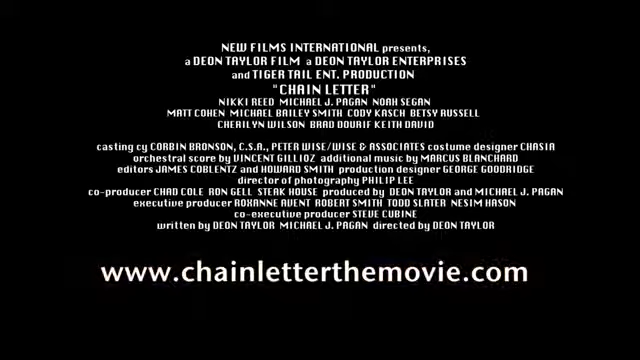 NEW FILMS INTERNATIONAL presents,
a DEON TAYLOR FILM a DEON TAYLOR ENTERPRISES
and TIGER TAIL ENT. PRODUCTION
"CHAIN LETTER"
NIKKI REED MICHAEL J. PAGAN NOAH SEGAN
MATT COHEN MICHAEL BAILEY SMITH CODY KASCH BETSY RUSSELL
CHERILYN WILSON BRAD DOURIF KEITH DAVID
casting cy CORBIN BRONSON, C.S.A., PETER WISE/WISE & ASSOCIATES costume designer CHASIA
orchestral score by VINCENT GILLIOZ additional music by MARCUS BLANCHARD
editors JAMES COBLENTZ and HOWARD SMITH production designer GEORGE GOODRIDGE
director of photography PHILIP LEE
co-producer CHAD COLE RON GELL STEAK HOUSE produced by DEON TAYLOR and MICHAEL J. PAGAN
executive producer ROXANNE AVENT ROBERT SMITH TODD SLATER NESIM HASON
co-executive producer STEVE CUBINE
written by DEON TAYLOR MICHAEL J. PAGAN directed by DEON TAYLOR
www.chainletterthemovie.com